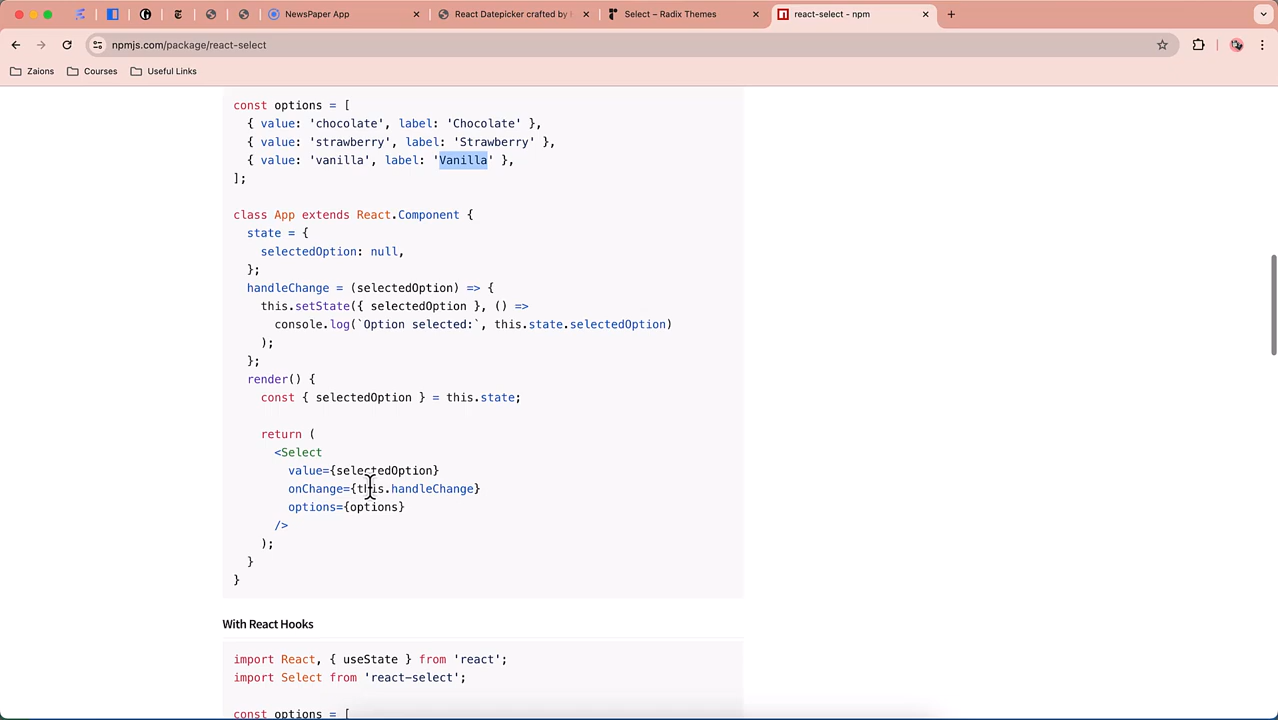 NewsPaper App
React Datepicker crafted by
Select – Radix Themes
react-select - npm
npmjs.com/package/react-select
Zaions
Courses
Useful Links
const options = [
  { value: 'chocolate', label: 'Chocolate' },
  { value: 'strawberry', label: 'Strawberry' },
  { value: 'vanilla', label: 'Vanilla' },
];
class App extends React.Component {
  state = {
    selectedOption: null,
  };
  handleChange = (selectedOption) => {
    this.setState({ selectedOption }, () =>
      console.log(`Option selected:`, this.state.selectedOption)
    );
  };
  render() {
    const { selectedOption } = this.state;
    return (
      <Select
        value={selectedOption}
        onChange={this.handleChange}
        options={options}
      />
    );
  }
}
With React Hooks
import React, { useState } from 'react';
import Select from 'react-select';
const options = [